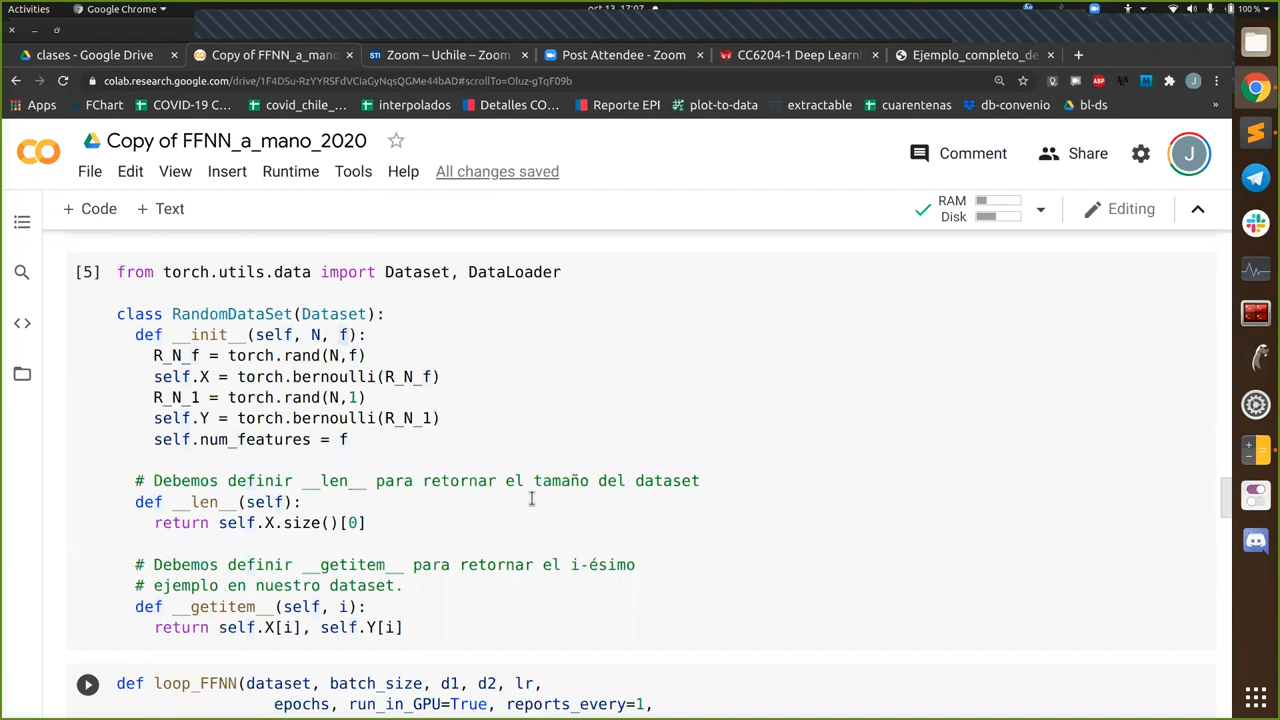 Activities
Google Chrome
oct 13, 17:07
100 %
clases - Google Drive
Copy of FFNN_a_mano_
Zoom – Uchile – Zoom
Post Attendee - Zoom
CC6204-1 Deep Learni
Ejemplo_completo_de
colab.research.google.com/drive/1F4DSu-RzYYRSFdVClaGyNqsQGMe44bAD#scrollTo=Oluz-gTqF09b
Apps
FChart
COVID-19 C...
covid_chile_...
interpolados
Detalles CO...
Reporte EPI
plot-to-data
extractable
cuarentenas
db-convenio
bl-ds
»
Copy of FFNN_a_mano_2020
File Edit View Insert Runtime Tools Help All changes saved
Comment
Share
J
+ Code + Text
RAM
Disk
Editing
[5] from torch.utils.data import Dataset, DataLoader
class RandomDataSet(Dataset):
def __init__(self, N, f):
R_N_f = torch.rand(N,f)
self.X = torch.bernoulli(R_N_f)
R_N_1 = torch.rand(N,1)
self.Y = torch.bernoulli(R_N_1)
self.num_features = f
# Debemos definir __len__ para retornar el tamaño del dataset
def __len__(self):
return self.X.size()[0]
# Debemos definir __getitem__ para retornar el i-ésimo
# ejemplo en nuestro dataset.
def __getitem__(self, i):
return self.X[i], self.Y[i]
def loop_FFNN(dataset, batch_size, d1, d2, lr,
epochs, run_in_GPU=True, reports_every=1,